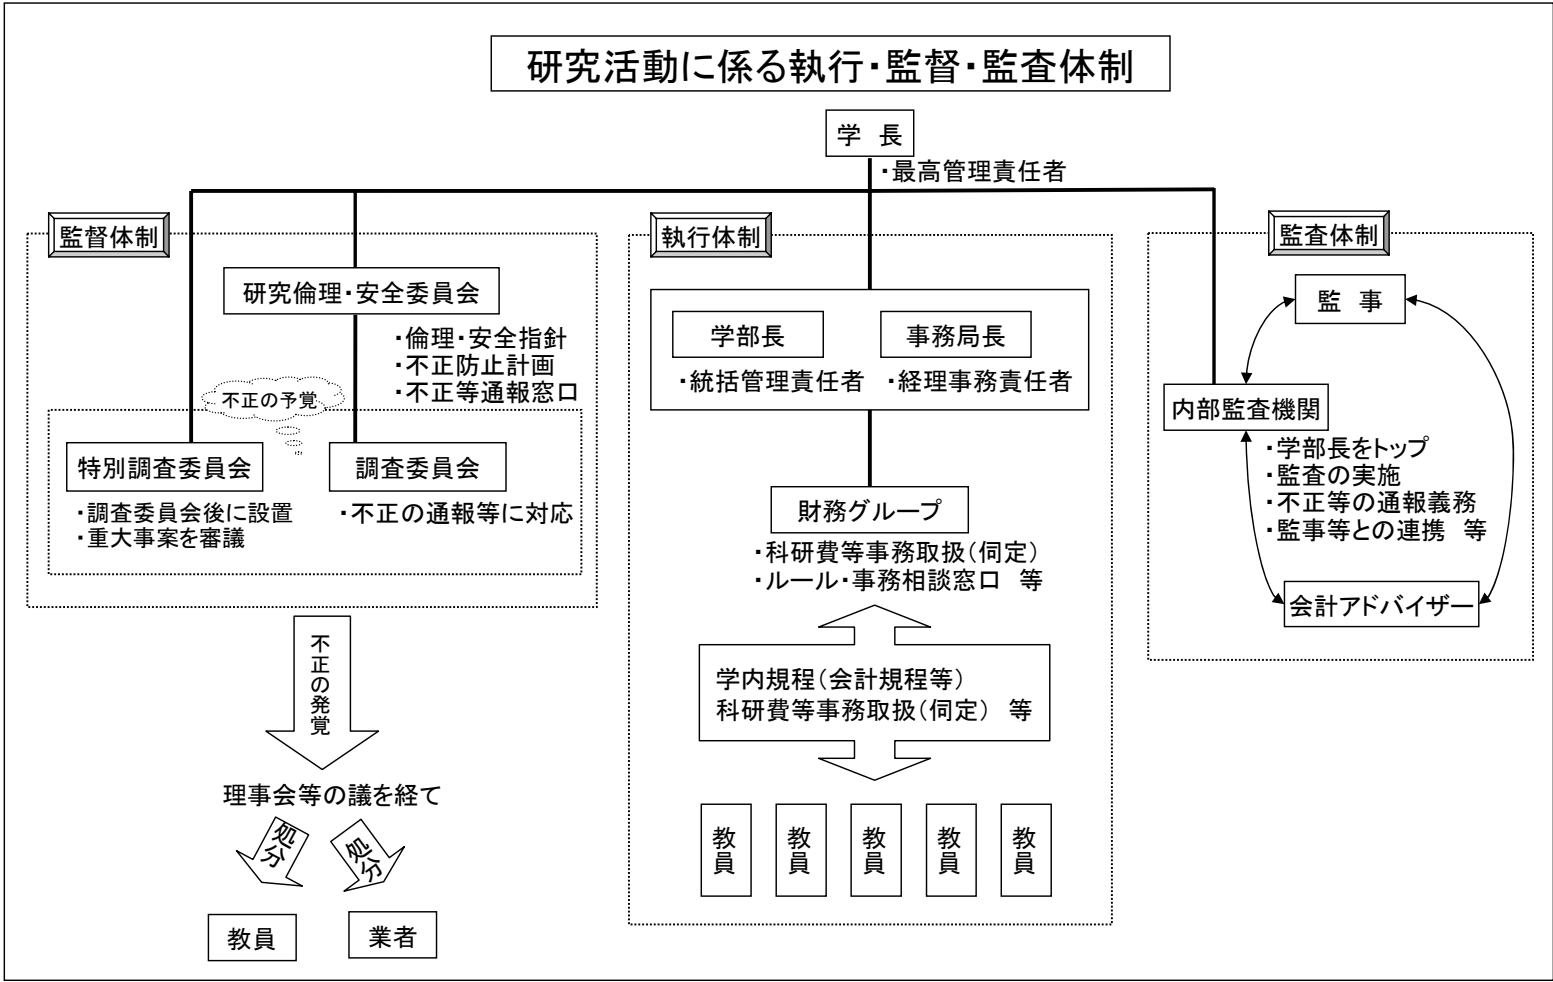 研究活動に係る執行・監督・監査体制
学　長
・最高管理責任者
監督体制
研究倫理・安全委員会
・倫理・安全指針
・不正防止計画
・不正等通報窓口
不正の予覚
特別調査委員会
・調査委員会後に設置
・重大事案を審議
調査委員会
・不正の通報等に対応
不正の発覚
理事会等の議を経て
処分
処分
教員
業者
執行体制
学部長
・統括管理責任者
事務局長
・経理事務責任者
財務グループ
・科研費等事務取扱（伺定）
・ルール・事務相談窓口　等
学内規程（会計規程等）
科研費等事務取扱（伺定）　等
教員
教員
教員
教員
教員
監査体制
監　事
内部監査機関
・学部長をトップ
・監査の実施
・不正等の通報義務
・監事等との連携　等
会計アドバイザー